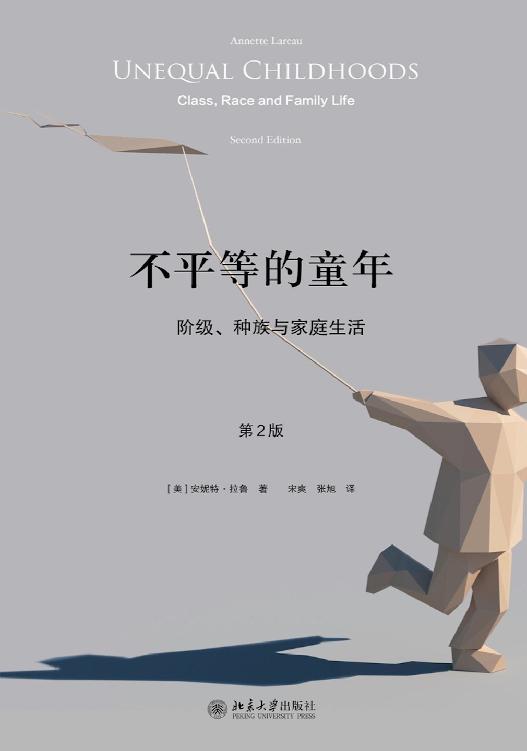 Annette Lareau
UNEQUAL CHILDHOODS
Class, Race and Family Life
Second Edition
不平等的童年
阶级、种族与家庭生活
第2版
[美]安妮特·拉鲁 著 宋爽 张旭 译
北京大学出版社
PEKING UNIVERSITY PRESS